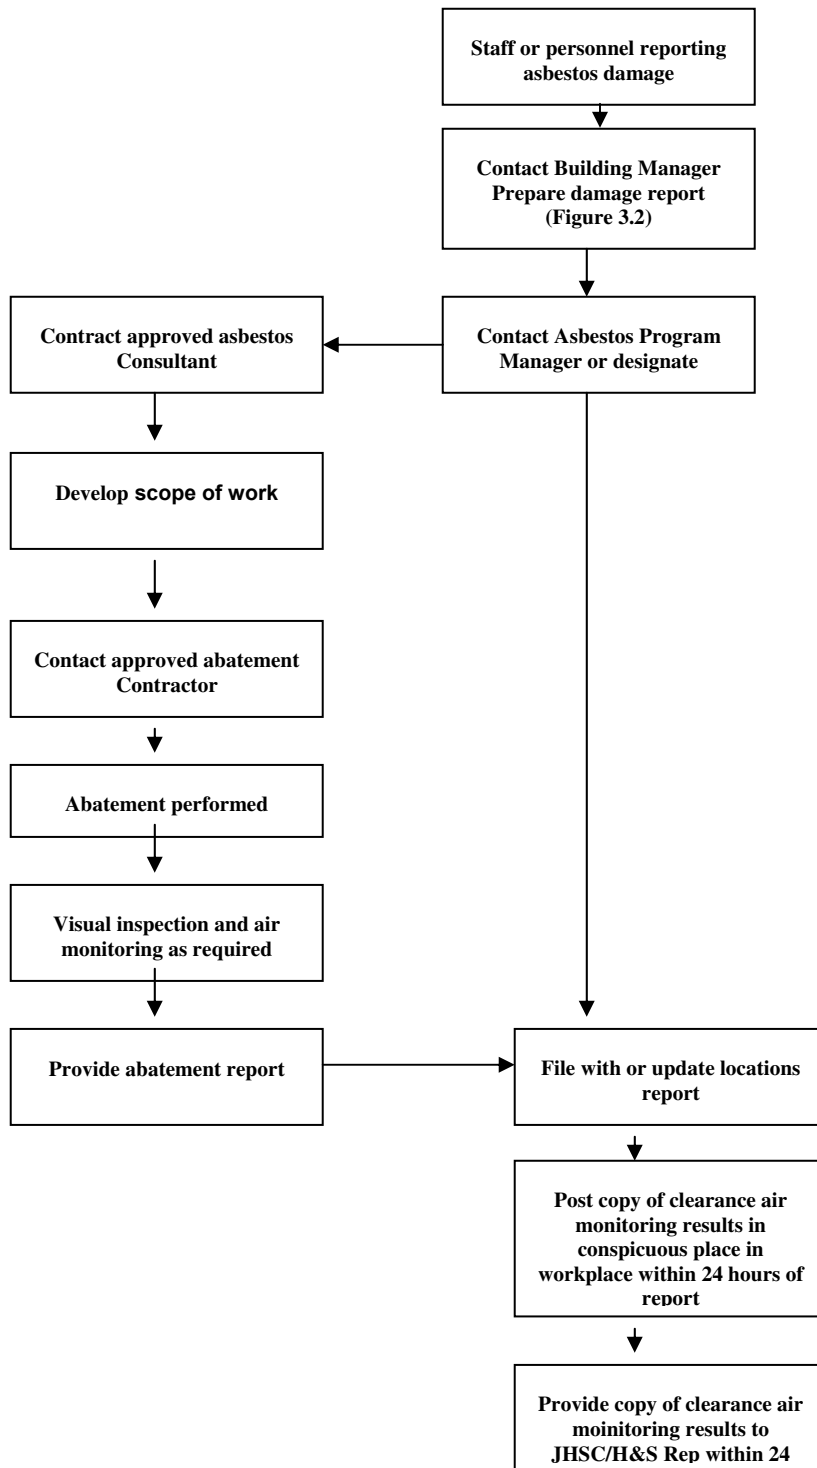 Staff or personnel reporting
asbestos damage
Contact Building Manager
Prepare damage report
(Figure 3.2)
Contact Asbestos Program
Manager or designate
Contract approved asbestos
Consultant
Develop scope of work
Contact approved abatement
Contractor
Abatement performed
Visual inspection and air
monitoring as required
Provide abatement report
File with or update locations
report
Post copy of clearance air
monitoring results in
conspicuous place in
workplace within 24 hours of
report
Provide copy of clearance air
moinitoring results to
JHSC/H&S Rep within 24